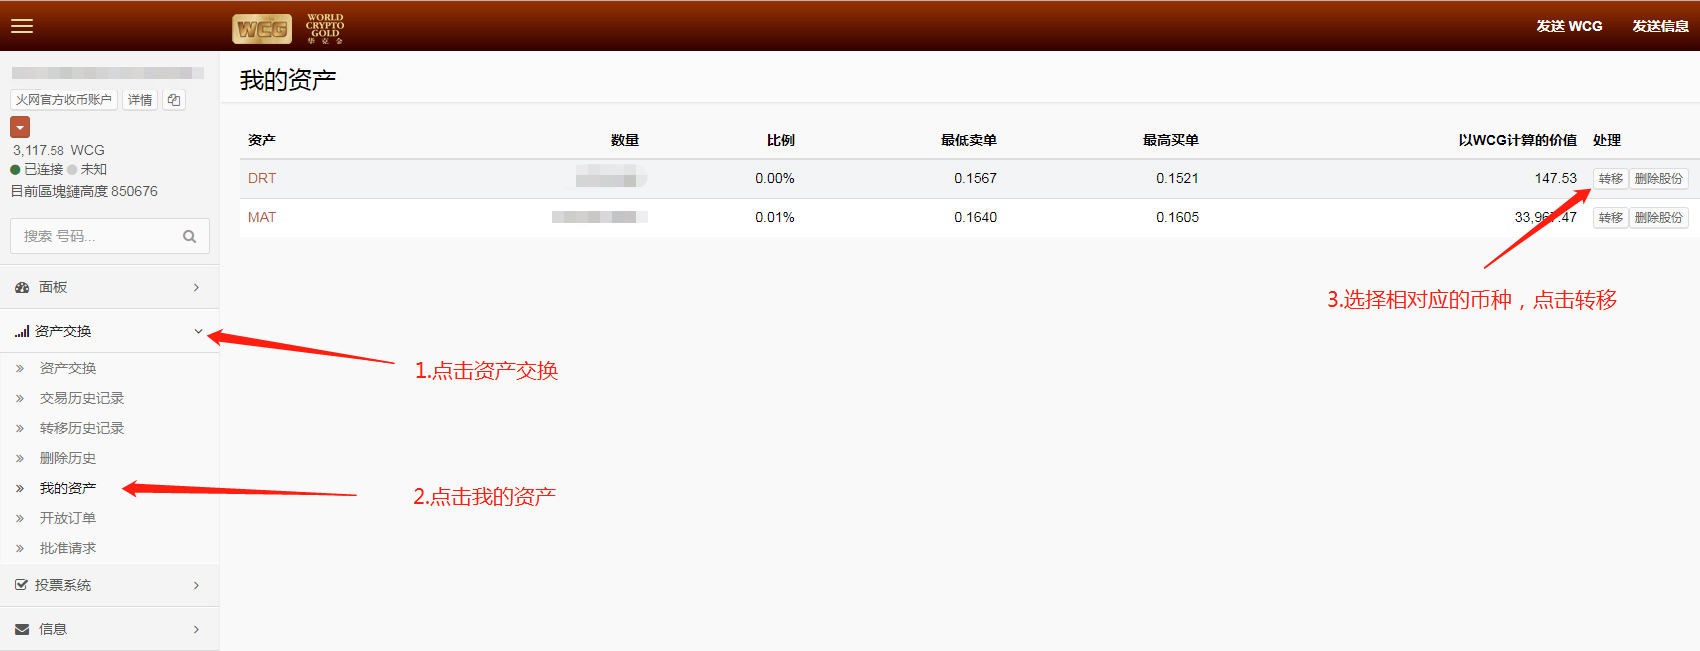 WCG
WORLD
CRYPTO
GOLD
华克金
发送 WCG
发送信息
火网官方收币账户
详情
3,117.58 WCG
已连接 未知
目前區塊鏈高度 850676
搜索 号码...
面板
资产交换
资产交换
交易历史记录
转移历史记录
删除历史
我的资产
开放订单
批准请求
投票系统
信息
我的资产
资产 数量 比例 最低卖单 最高买单 以WCG计算的价值 处理
DRT 0.00% 0.1567 0.1521 147.53 转移 删除股份
MAT 0.01% 0.1640 0.1605 转移 删除股份
3.选择相对应的币种，点击转移
1.点击资产交换
2.点击我的资产